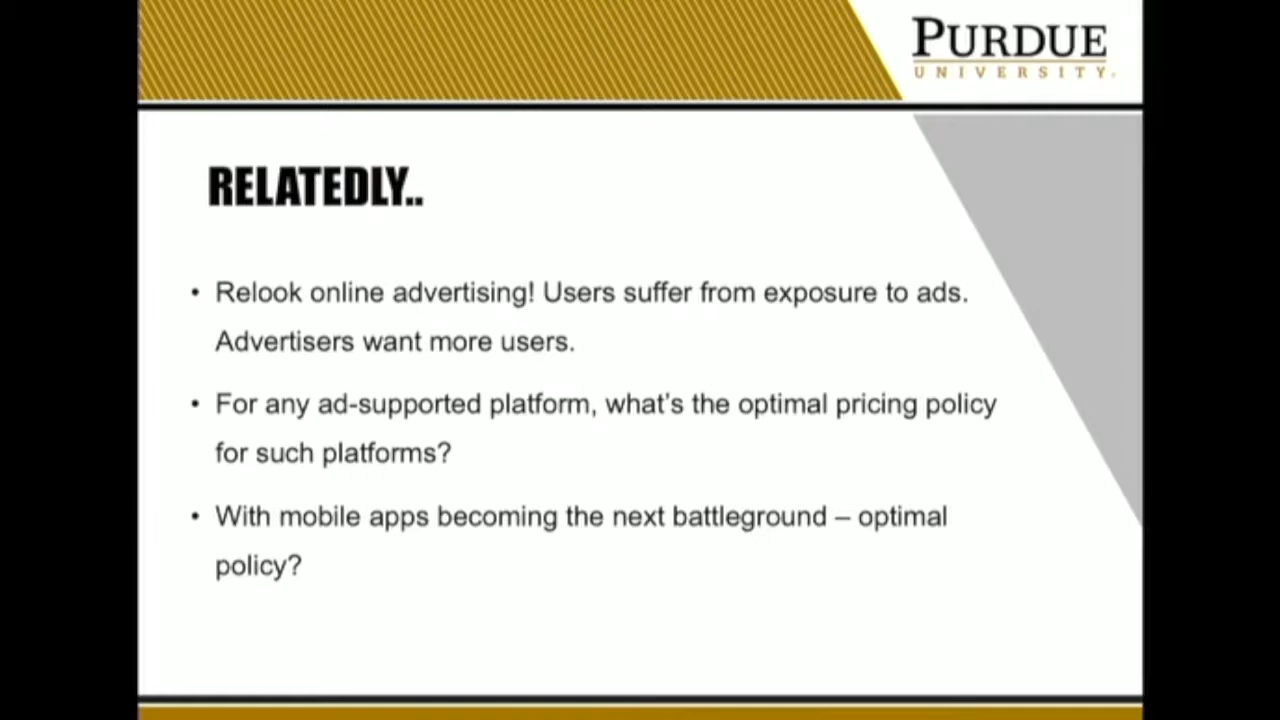 PURDUE
UNIVERSITY.
RELATEDLY..
• Relook online advertising! Users suffer from exposure to ads.
Advertisers want more users.
• For any ad-supported platform, what's the optimal pricing policy
for such platforms?
• With mobile apps becoming the next battleground – optimal
policy?